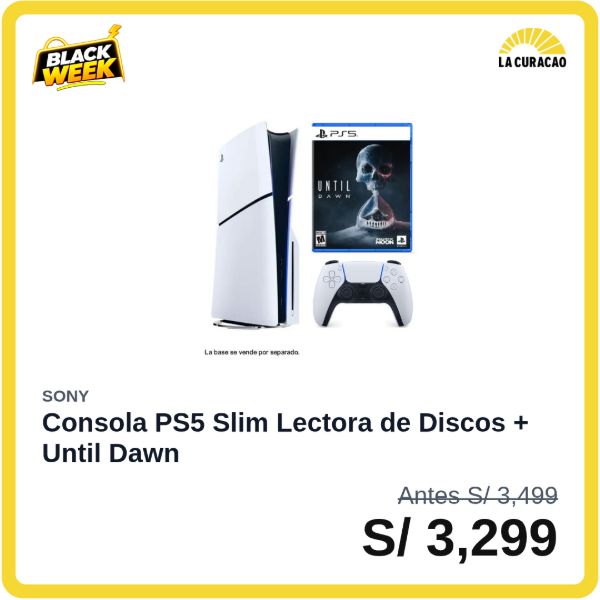 BLACK
WEEK
LA CURACAO
PS5
UNTIL
DAWN
La base se vende por separado.
SONY
Consola PS5 Slim Lectora de Discos +
Until Dawn
Antes S/ 3,499
S/ 3,299